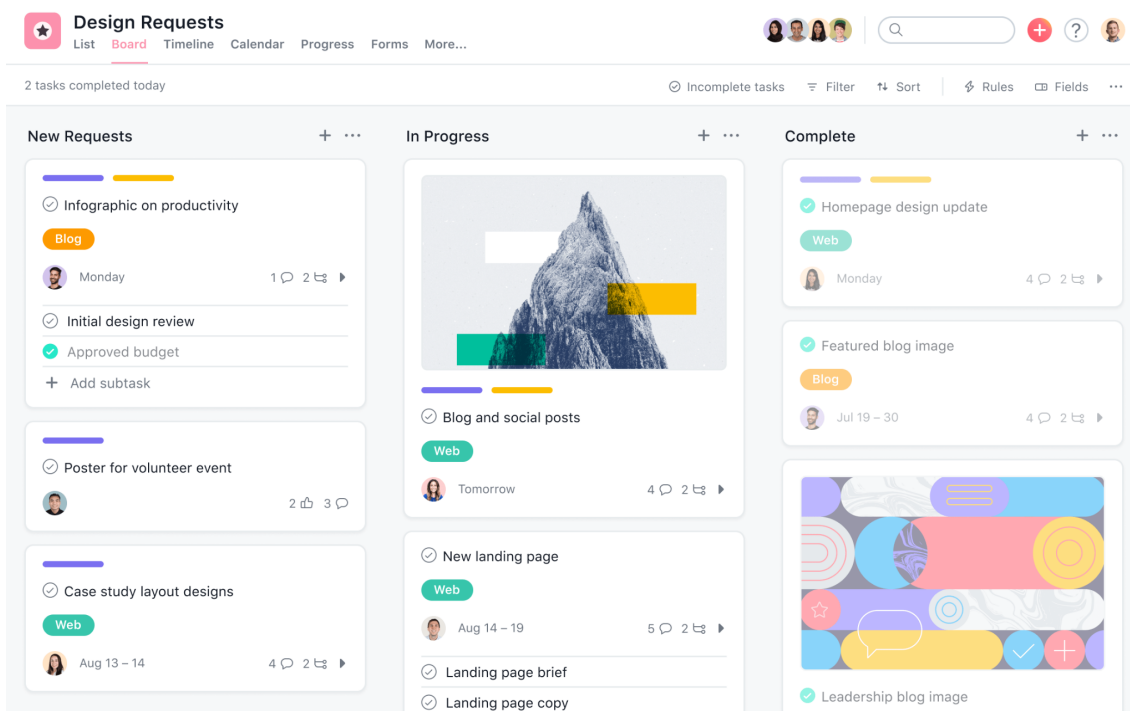 Design Requests
List Board Timeline Calendar Progress Forms More...
2 tasks completed today
Incomplete tasks Filter Sort Rules Fields
New Requests
Infographic on productivity
Blog
Monday 1 2
Initial design review
Approved budget
Add subtask
Poster for volunteer event
2 3
Case study layout designs
Web
Aug 13 – 14 4 2
In Progress
Blog and social posts
Web
Tomorrow 4 2
New landing page
Web
Aug 14 – 19 5 2
Landing page brief
Landing page copy
Complete
Homepage design update
Web
Monday 4 2
Featured blog image
Blog
Jul 19 – 30 4 2
Leadership blog image